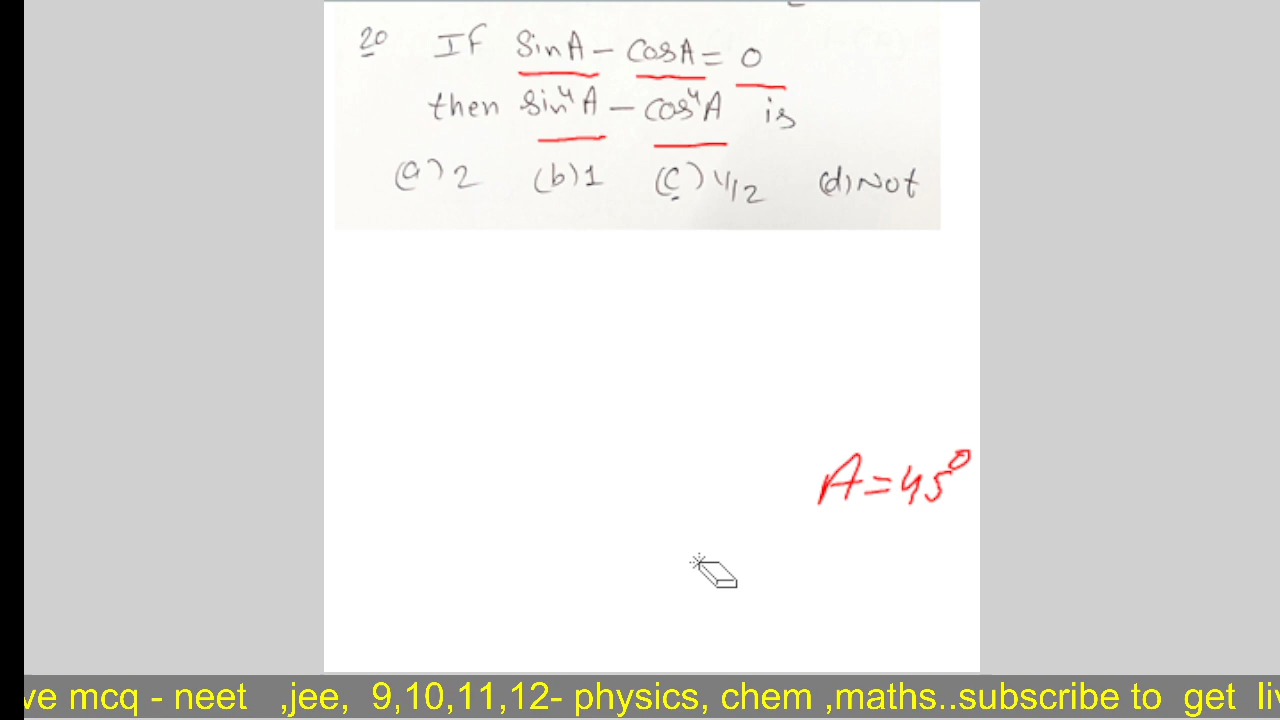 20 If sinA - cosA = 0
then sin⁴A - cos⁴A is
(a) 2 (b) 1 (c) 1/2 (d) Not
A = 45°
ve mcq - neet ,jee, 9,10,11,12- physics, chem ,maths..subscribe to get li